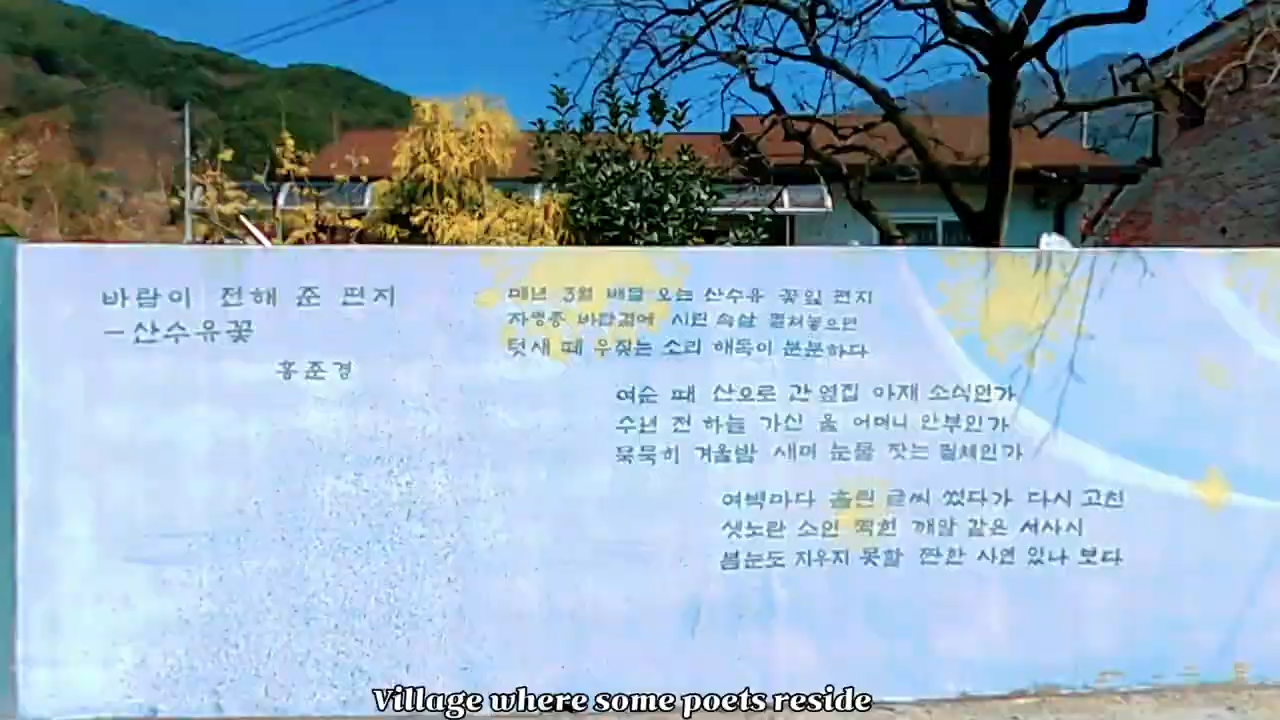 바람이 전해 준 편지
－산수유꽃
홍준경
매년 3월 배달 오는 산수유 꽃잎 편지
자명종 바람결에 시린 속살 펼쳐놓으면
텃새 떼 우짖는 소리 해독이 분분하다
여순 때 산으로 간 옆집 아재 소식인가
수년 전 하늘 가신 울 어머니 안부인가
묵묵히 겨울밤 새며 눈물 짓는 필체인가
여백마다 흘린 글씨 썼다가 다시 고친
샛노란 소인 찍힌 깨알 같은 서사시
봄눈도 지우지 못할 짠한 사연 있나 보다
Village where some poets reside